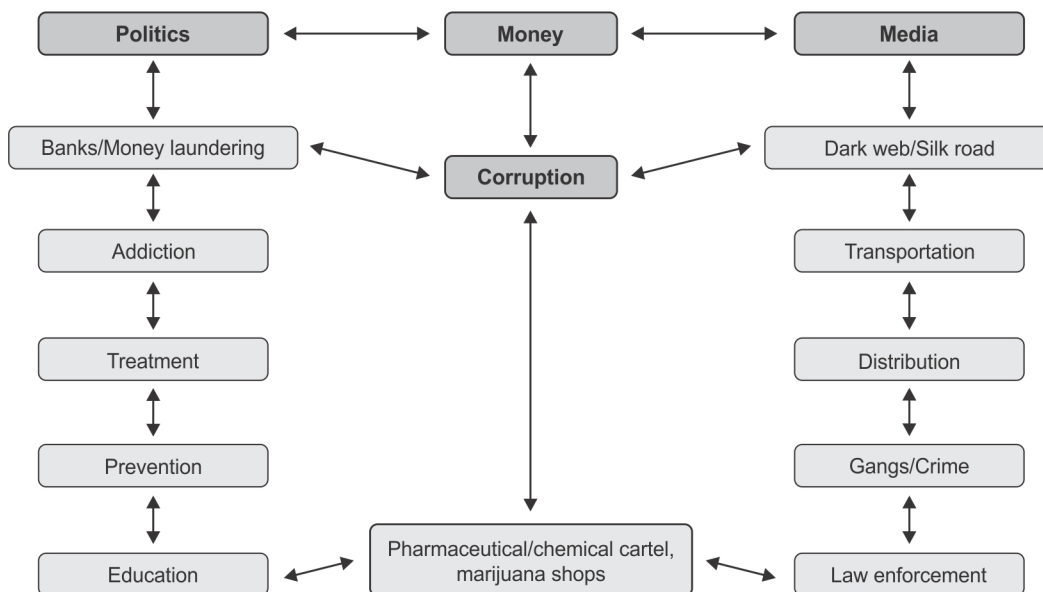 Politics
Money
Media
Banks/Money laundering
Corruption
Dark web/Silk road
Addiction
Transportation
Treatment
Distribution
Prevention
Gangs/Crime
Education
Pharmaceutical/chemical cartel,
marijuana shops
Law enforcement